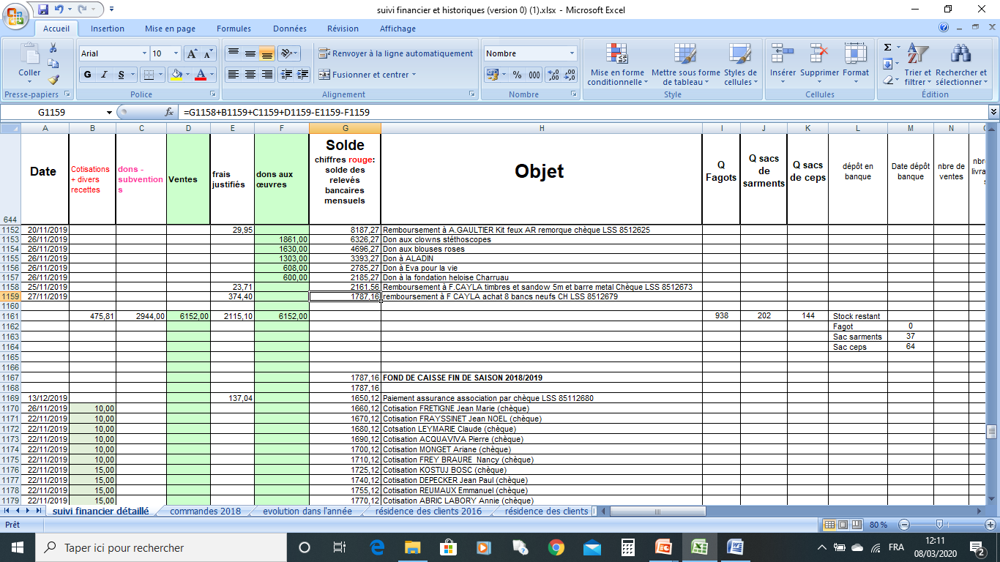 suivi financier et historiques (version 0) (1).xlsx - Microsoft Excel
Accueil Insertion Mise en page Formules Données Révision Affichage
Coller
Presse-papiers
Arial 10
G I S
Police
Renvoyer à la ligne automatiquement
Fusionner et centrer
Alignement
Nombre
% 000
Nombre
Mise en forme conditionnelle
Mettre sous forme de tableau
Styles de cellules
Style
Insérer Supprimer Format
Cellules
Trier et filtrer
Rechercher et sélectionner
Édition
G1159 fx =G1158+B1159+C1159+D1159-E1159-F1159
A B C D E F G H I J K L M N
644 Date
Cotisations + divers recettes
dons - subventions
Ventes
frais justifiés
dons aux œuvres
Solde
chiffres rouge: solde des relevés bancaires mensuels
Objet
Q Fagots
Q sacs de sarments
Q sacs de ceps
dépôt en banque
Date dépôt banque
nbre de ventes
1152 20/11/2019 29,95 8187,27 Remboursement à A.GAULTIER Kit feux AR remorque chèque LSS 8512625
1153 26/11/2019 1861,00 6326,27 Don aux clowns stéthoscopes
1154 26/11/2019 1630,00 4696,27 Don aux blouses roses
1155 26/11/2019 1303,00 3393,27 Don à ALADIN
1156 26/11/2019 608,00 2785,27 Don à Eva pour la vie
1157 26/11/2019 600,00 2185,27 Don à la fondation heloise Charruau
1158 25/11/2019 23,71 2161,56 Remboursement à F.CAYLA timbres et sandow 5m et barre metal Chèque LSS 8512673
1159 27/11/2019 374,40 1787,16 remboursement à F CAYLA achat 8 bancs neufs CH LSS 8512679
1160
1161 475,81 2944,00 6152,00 2115,10 6152,00 938 202 144 Stock restant
1162 Fagot 0
1163 Sac sarments 37
1164 Sac ceps 64
1165
1166
1167 1787,16 FOND DE CAISSE FIN DE SAISON 2018/2019
1168 1787,16
1169 13/12/2019 137,04 1650,12 Paiement assurance association par chèque LSS 85112680
1170 26/11/2019 10,00 1660,12 Cotisation FRETIGNE Jean Marie (chèque)
1171 22/11/2019 10,00 1670,12 Cotisation FRAYSSINET Jean NOEL (chèque)
1172 22/11/2019 10,00 1680,12 Cotsation LEYMARIE Claude (chèque)
1173 22/11/2019 10,00 1690,12 Cotisation ACQUAVIVA Pierre (chèque)
1174 22/11/2019 10,00 1700,12 Cotisation MONGET Ariane (chèque)
1175 22/11/2019 10,00 1710,12 Cotisation FREY BRAURE Nancy (chèque)
1176 22/11/2019 15,00 1725,12 Cotisation KOSTUJ BOSC (chèque)
1177 22/11/2019 15,00 1740,12 Cotisation DEPECKER Jean Paul (chèque)
1178 22/11/2019 15,00 1755,12 Cotisation REUMAUX Emmanuel (chèque)
1179 22/11/2019 15,00 1770,12 Cotisation ABRIC LABORY Annie (chèque)
suivi financier détaillé commandes 2018 evolution dans l'année résidence des clients 2016 résidence des clients
Prêt 80 %
Taper ici pour rechercher
FRA
12:11
08/03/2020
2